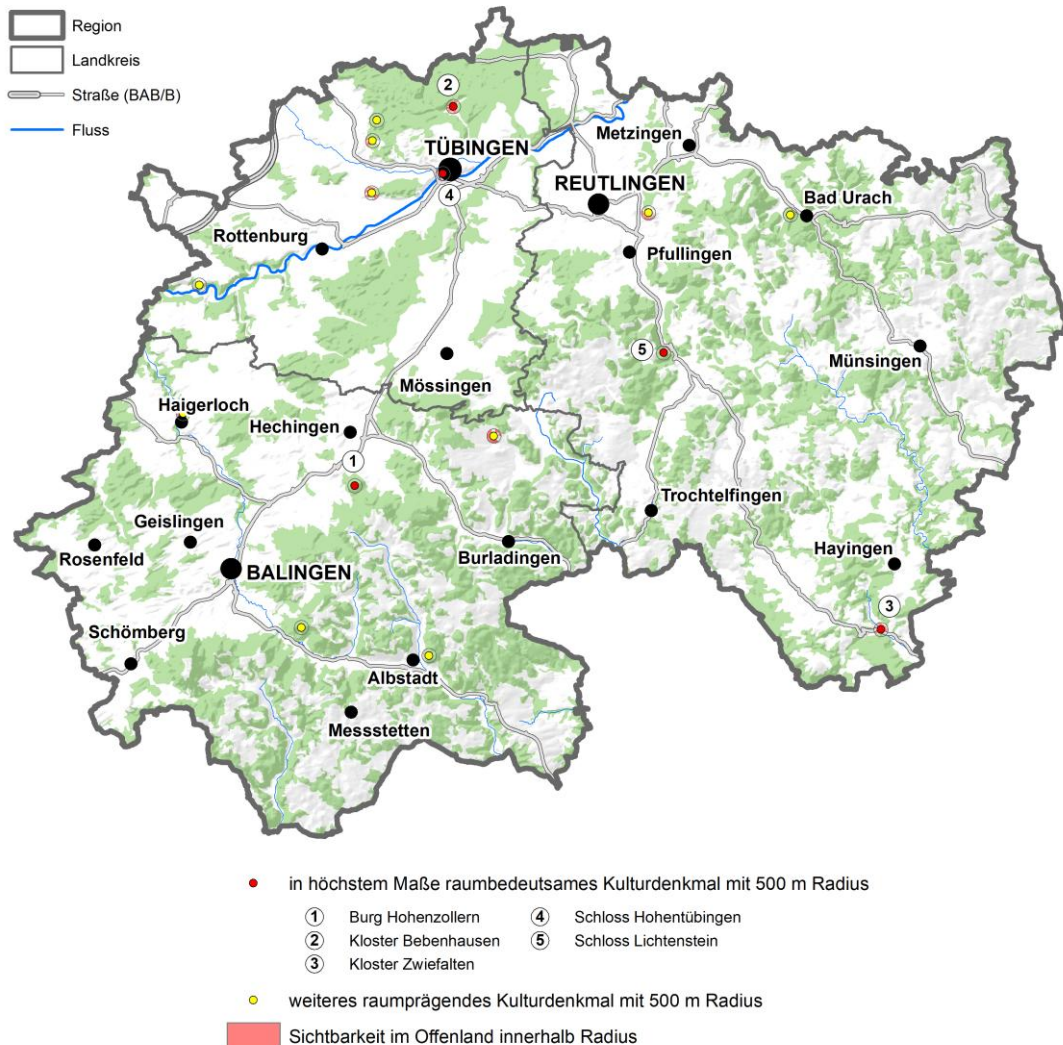 Region
Landkreis
Straße (BAB/B)
Fluss
2
Metzingen
TÜBINGEN
REUTLINGEN
4
Bad Urach
Rottenburg
Pfullingen
5
Münsingen
Mössingen
Haigerloch
Hechingen
1
Trochtelfingen
Geislingen
Rosenfeld
Burladingen
Hayingen
BALINGEN
3
Schömberg
Albstadt
Messstetten
in höchstem Maße raumbedeutsames Kulturdenkmal mit 500 m Radius
1 Burg Hohenzollern 4 Schloss Hohentübingen
2 Kloster Bebenhausen 5 Schloss Lichtenstein
3 Kloster Zwiefalten
weiteres raumprägendes Kulturdenkmal mit 500 m Radius
Sichtbarkeit im Offenland innerhalb Radius